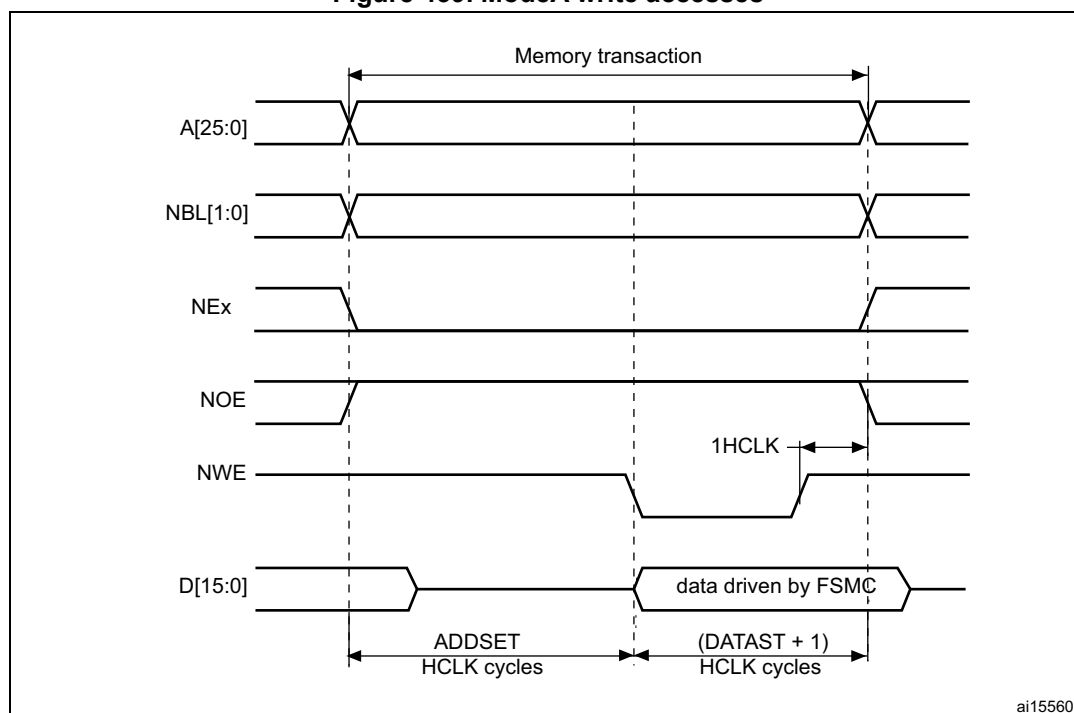 Memory transaction
A[25:0]
NBL[1:0]
NEx
NOE
1HCLK
NWE
D[15:0]
data driven by FSMC
ADDSET
HCLK cycles
(DATAST + 1)
HCLK cycles
ai15560